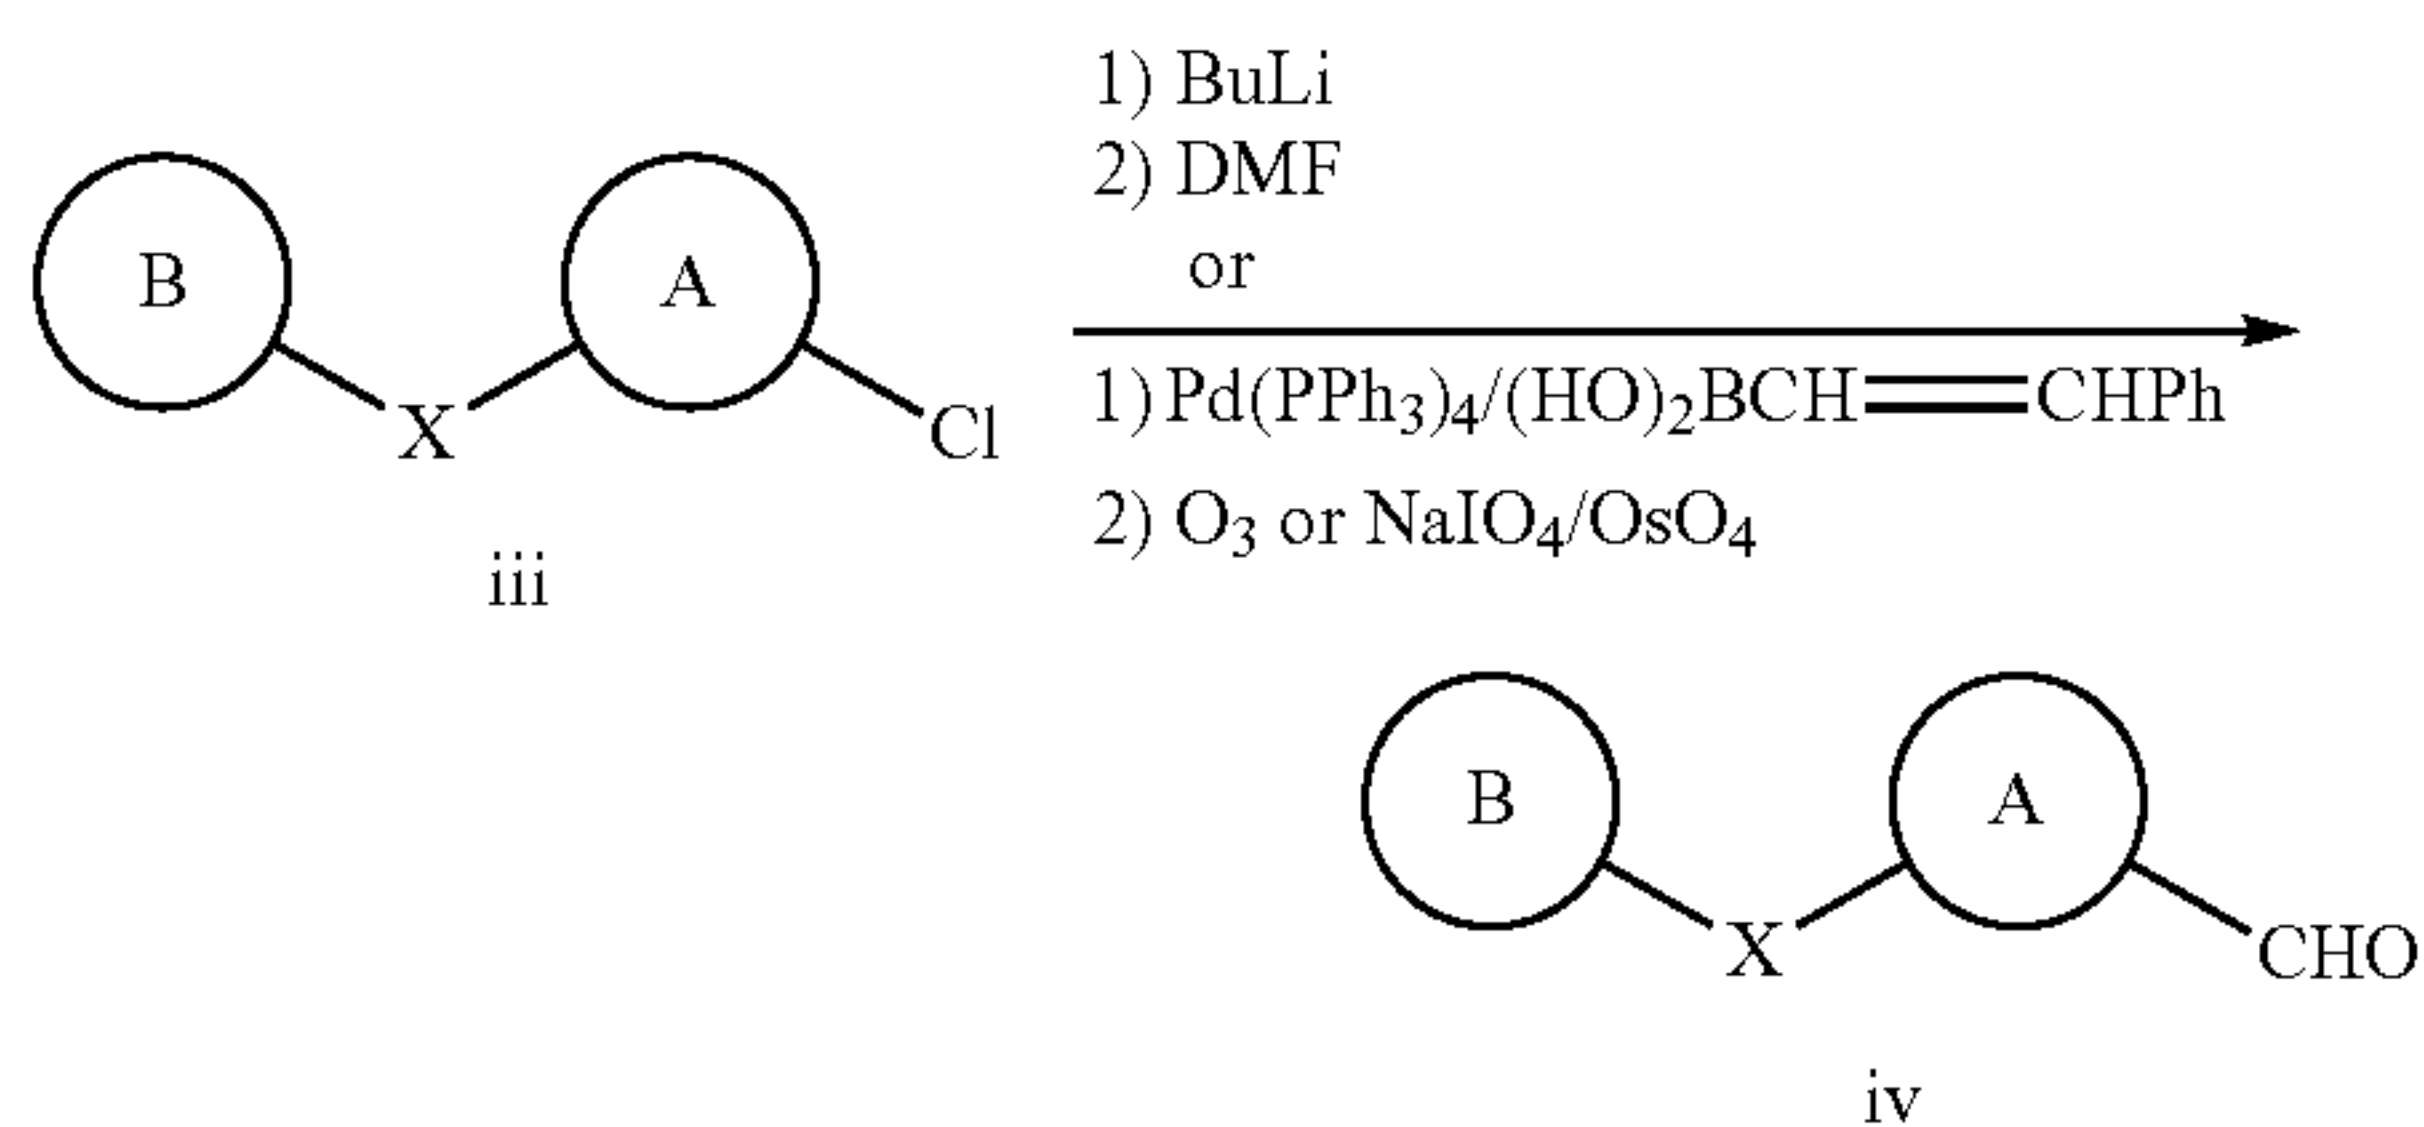 1) BuLi
2) DMF
or
B
A
X
Cl
1) Pd(PPh₃)₄/(HO)₂BCH=CHPh
2) O₃ or NaIO₄/OsO₄
iii
B
A
X
CHO
iv